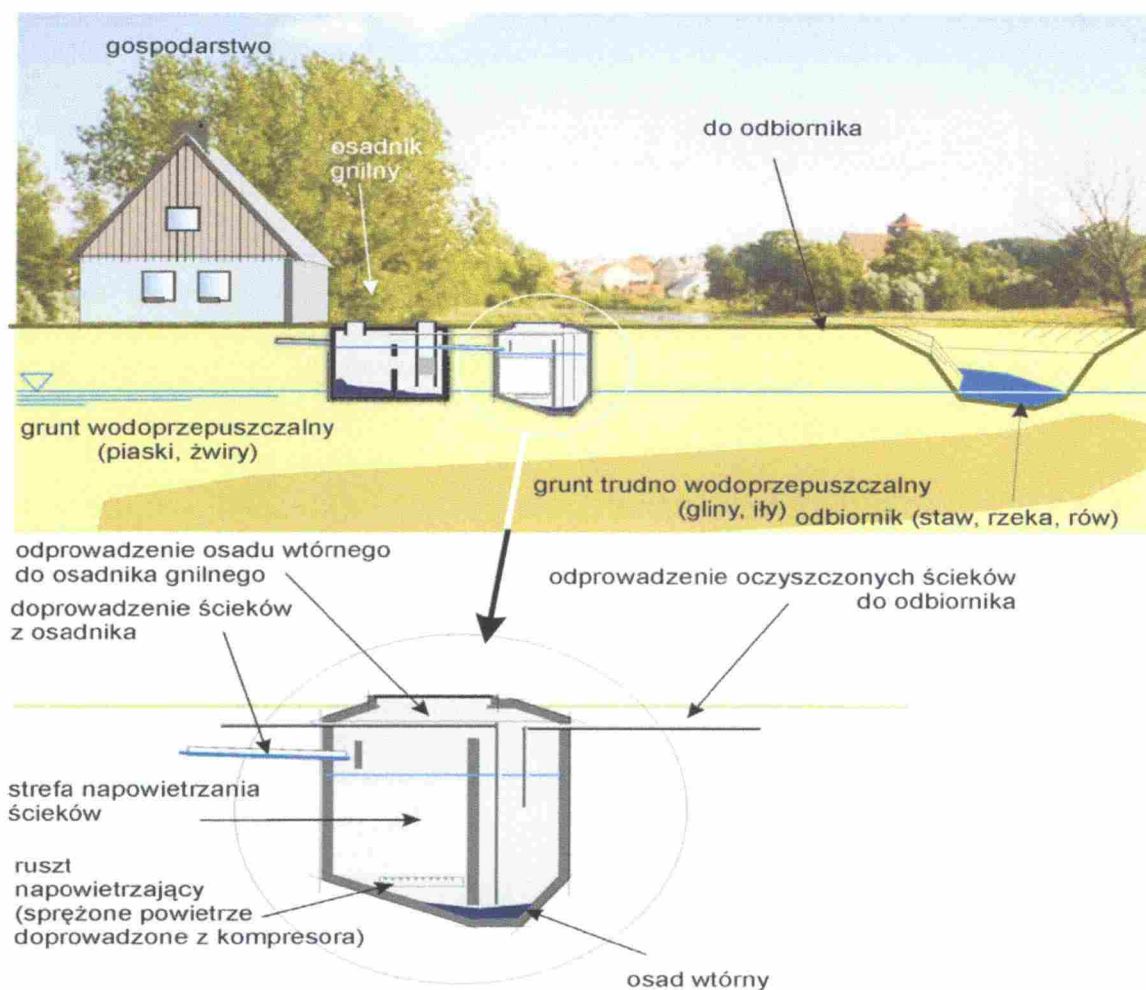 gospodarstwo
do odbiornika
osadnik
gnilny
grunt wodoprzepuszczalny
(piaski, żwiry)
grunt trudno wodoprzepuszczalny
(gliny, iły)
odbiornik (staw, rzeka, rów)
odprowadzenie osadu wtórnego
do osadnika gnilnego
odprowadzenie oczyszczonych ścieków
do odbiornika
doprowadzenie ścieków
z osadnika
strefa napowietrzania
ścieków
ruszt
napowietrzający
(sprężone powietrze
doprowadzone z kompresora)
osad wtórny